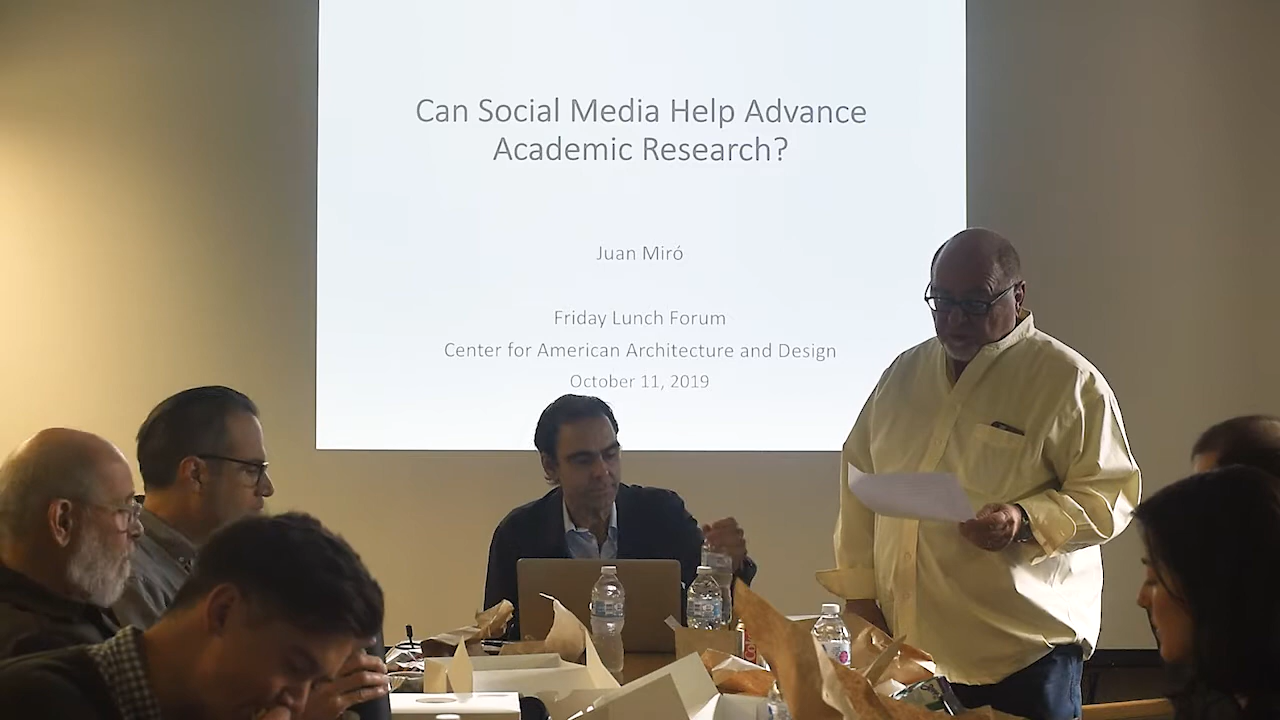 Can Social Media Help Advance
Academic Research?
Juan Miró
Friday Lunch Forum
Center for American Architecture and Design
October 11, 2019